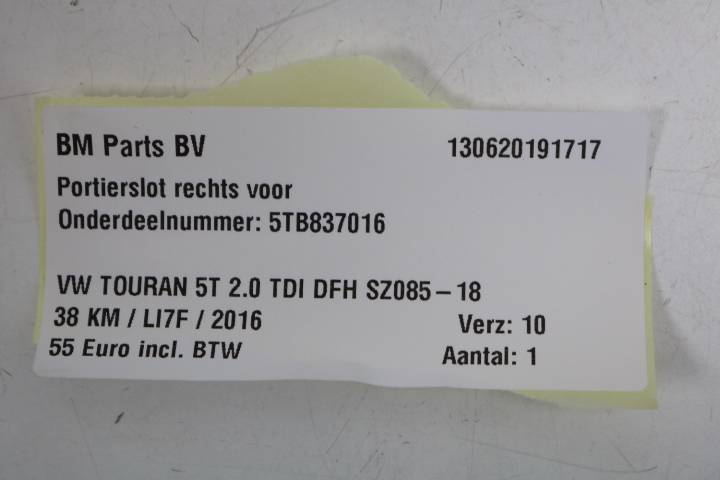 BM Parts BV 130620191717
Portierslot rechts voor
Onderdeelnummer: 5TB837016
VW TOURAN 5T 2.0 TDI DFH SZ085-18
38 KM / LI7F / 2016 Verz: 10
55 Euro incl. BTW Aantal: 1